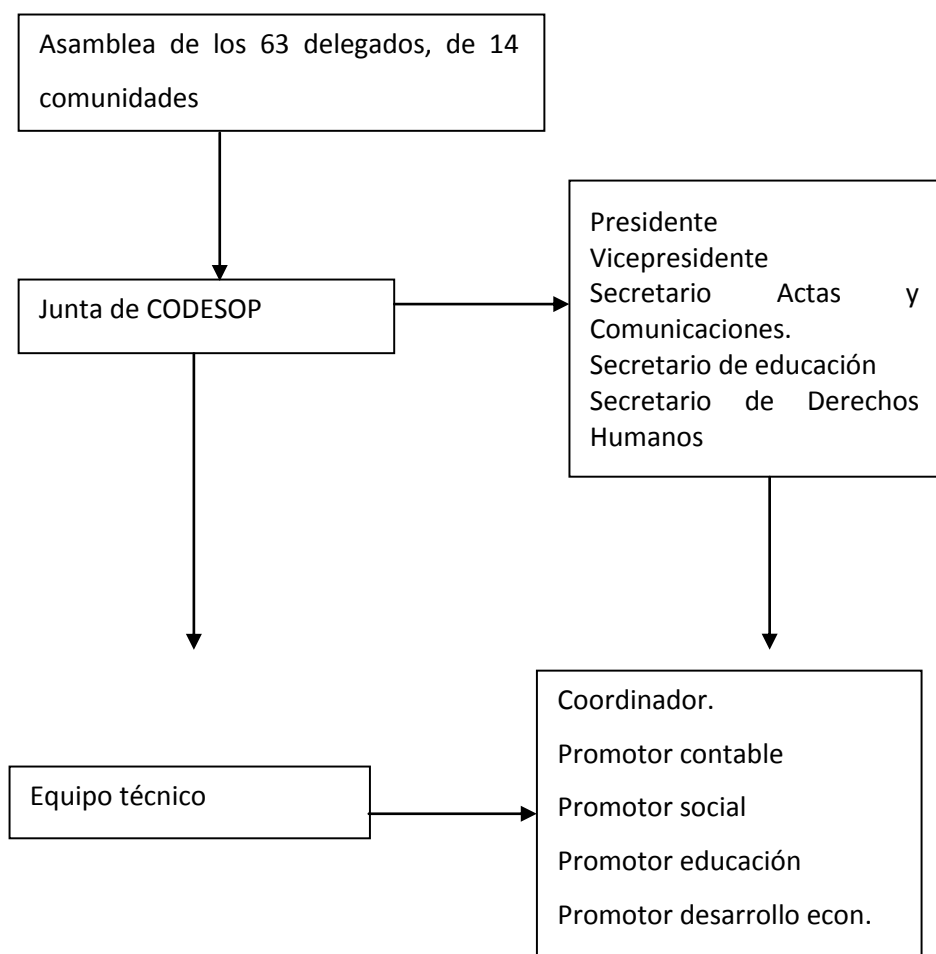 Asamblea de los 63 delegados, de 14
comunidades
Presidente
Vicepresidente
Secretario Actas y
Comunicaciones.
Secretario de educación
Secretario de Derechos
Humanos
Junta de CODESOP
Coordinador.
Promotor contable
Promotor social
Promotor educación
Promotor desarrollo econ.
Equipo técnico